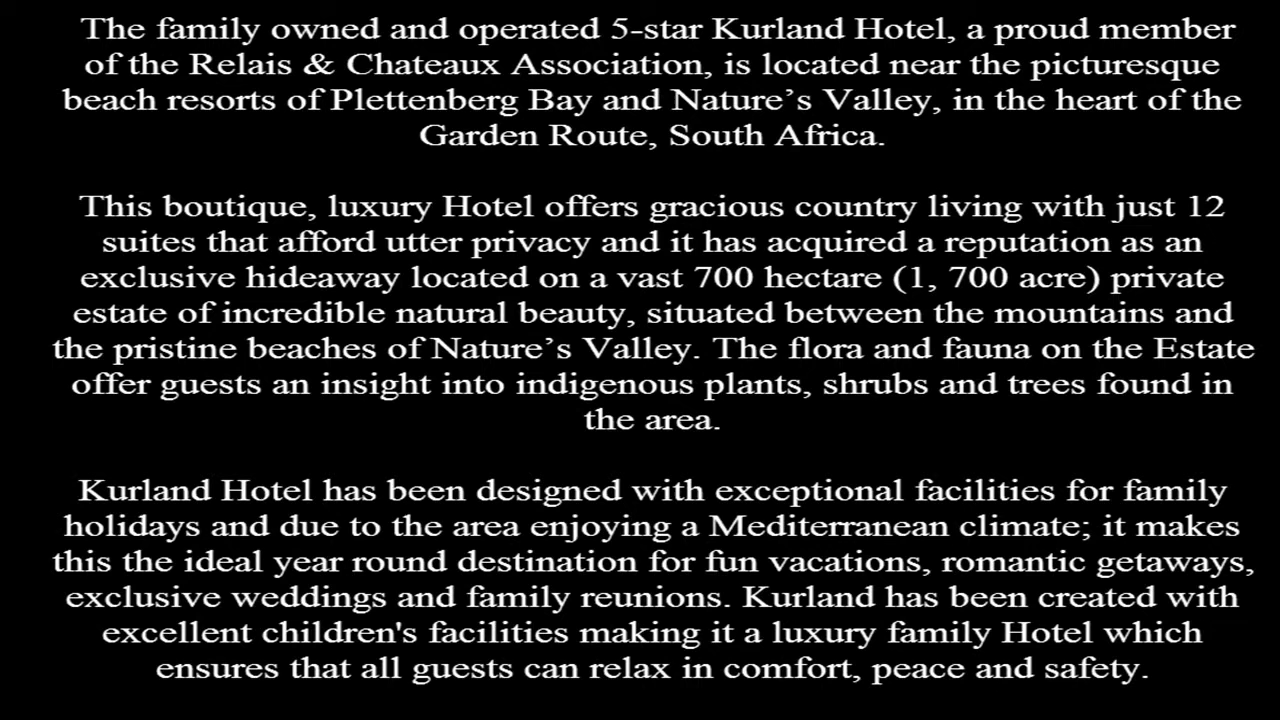 The family owned and operated 5-star Kurland Hotel, a proud member
of the Relais & Chateaux Association, is located near the picturesque
beach resorts of Plettenberg Bay and Nature’s Valley, in the heart of the
Garden Route, South Africa.
This boutique, luxury Hotel offers gracious country living with just 12
suites that afford utter privacy and it has acquired a reputation as an
exclusive hideaway located on a vast 700 hectare (1, 700 acre) private
estate of incredible natural beauty, situated between the mountains and
the pristine beaches of Nature’s Valley. The flora and fauna on the Estate
offer guests an insight into indigenous plants, shrubs and trees found in
the area.
Kurland Hotel has been designed with exceptional facilities for family
holidays and due to the area enjoying a Mediterranean climate; it makes
this the ideal year round destination for fun vacations, romantic getaways,
exclusive weddings and family reunions. Kurland has been created with
excellent children's facilities making it a luxury family Hotel which
ensures that all guests can relax in comfort, peace and safety.